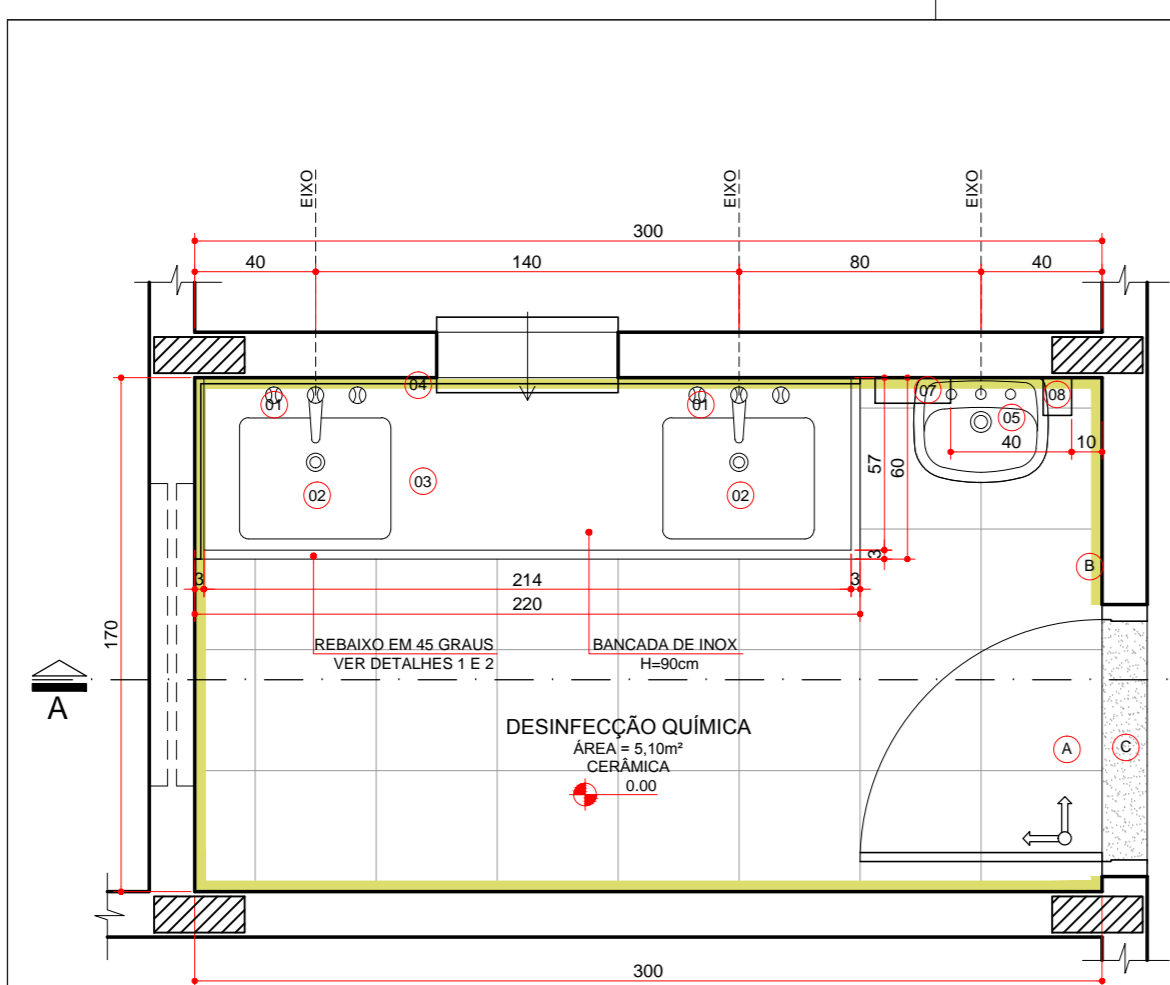 EIXO
EIXO
EIXO
300
40
140
80
40
04
01
01
07
08
05
40
10
57
60
02
03
02
3
B
3
214
3
220
170
REBAIXO EM 45 GRAUS
VER DETALHES 1 E 2
BANCADA DE INOX
H=90cm
A
DESINFECÇÃO QUÍMICA
ÁREA = 5,10m²
CERÂMICA
0.00
A
C
300